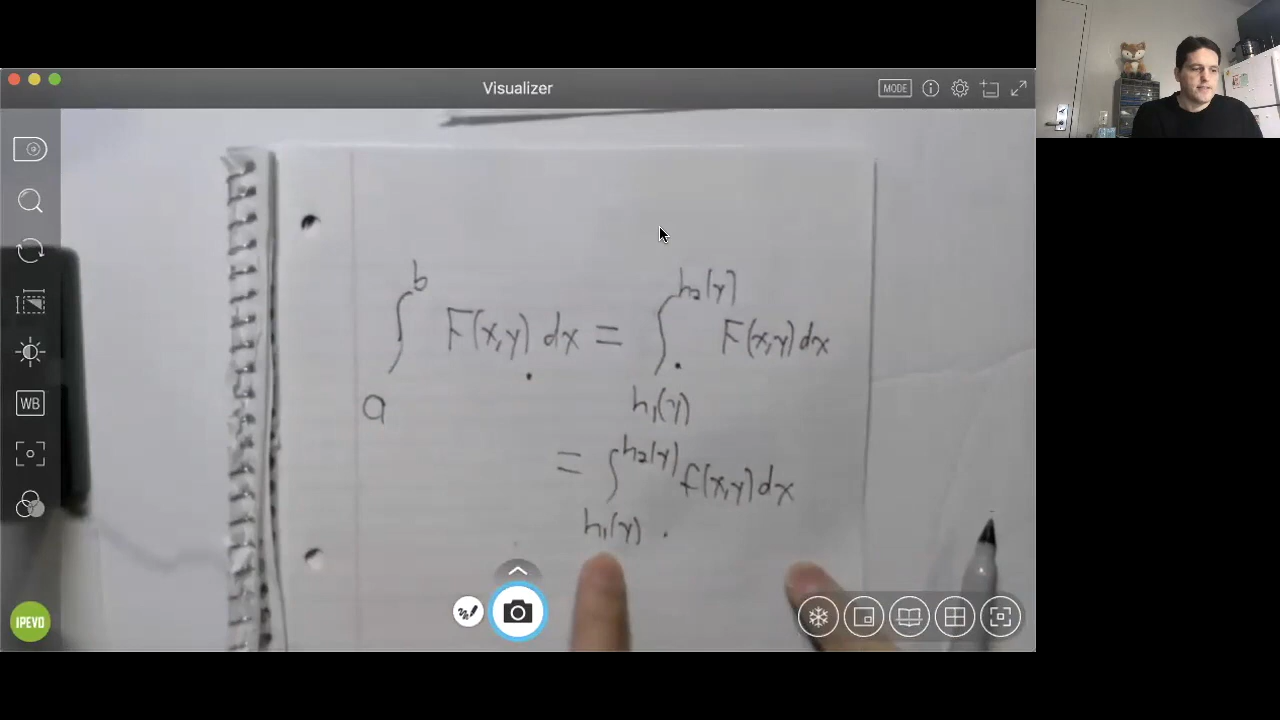 Visualizer
MODE
WB
∫_a^b F(x,y) dx = ∫_{h₁(y)}^{h₂(y)} F(x,y) dx
= ∫_{h₁(y)}^{h₂(y)} f(x,y) dx
IPEVO